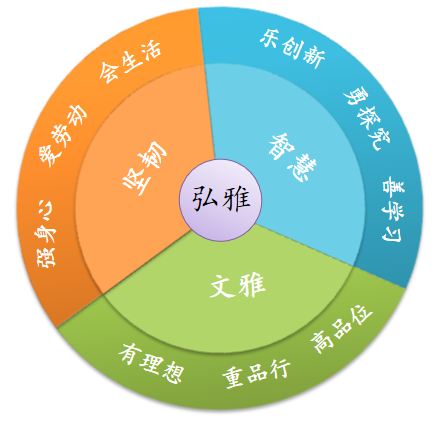 弘雅
智慧
乐创新
勇探究
善学习
文雅
高品位
重品行
有理想
坚韧
强身心
爱劳动
会生活